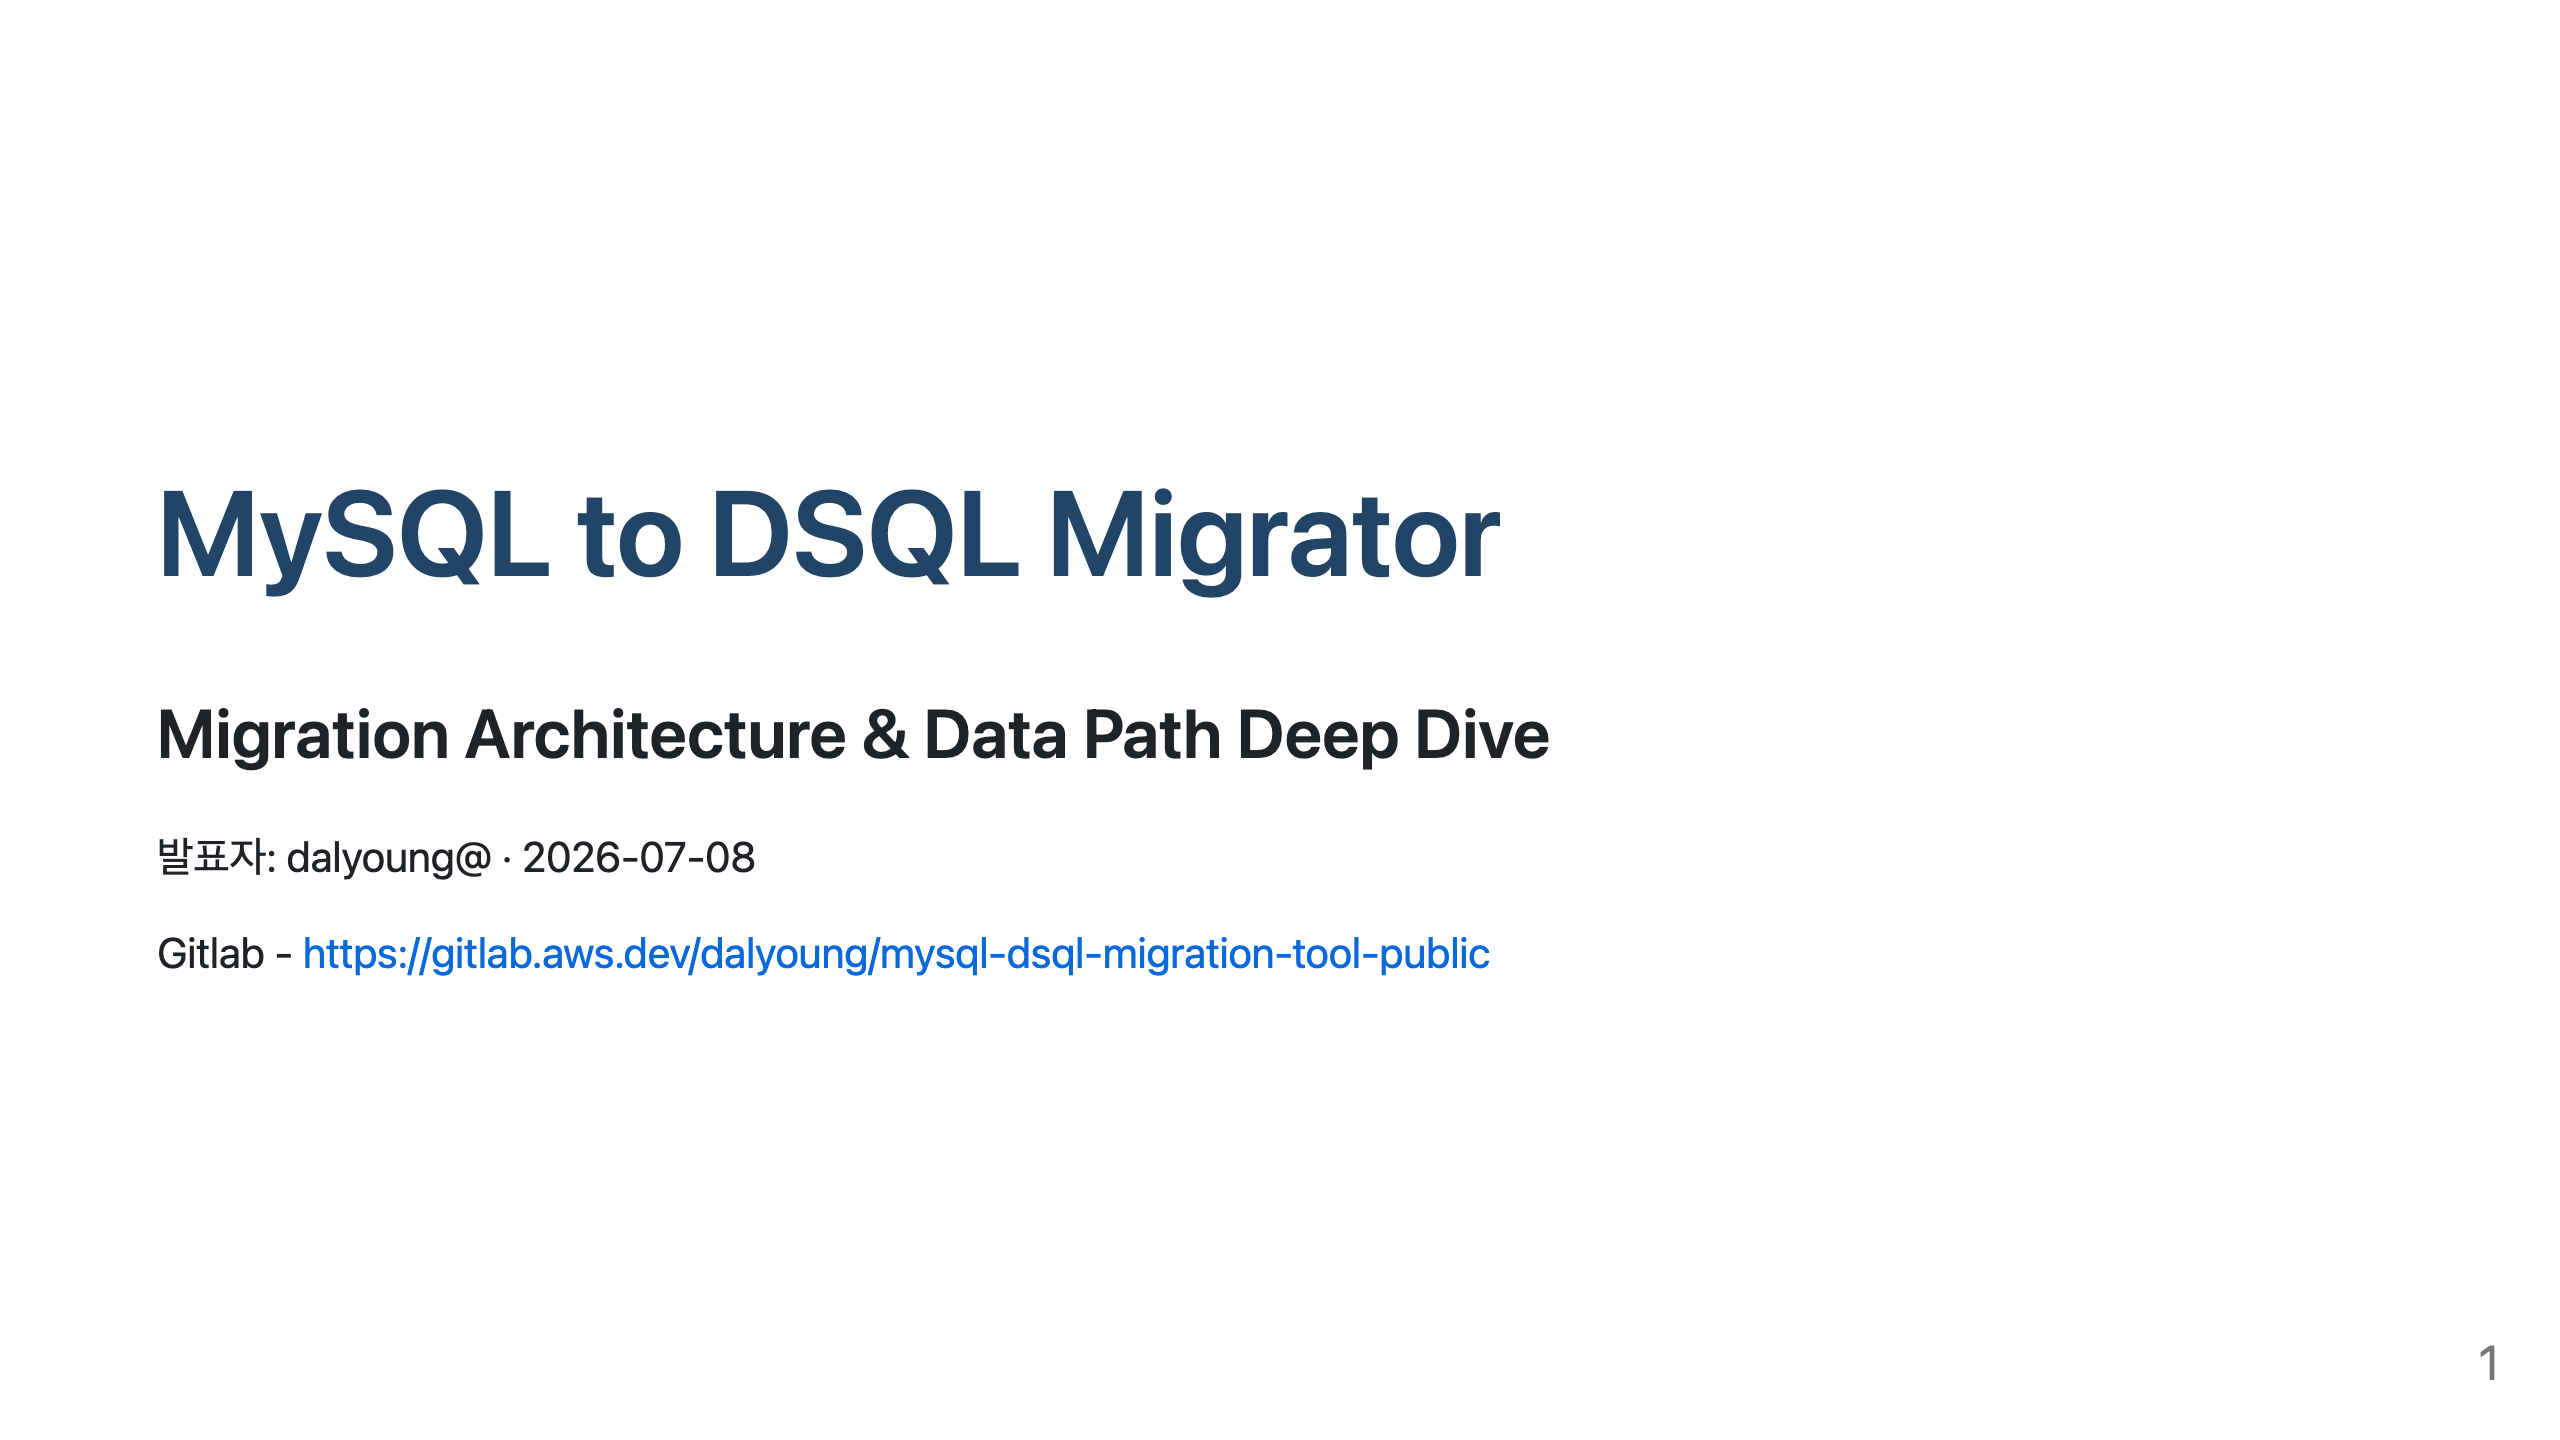 MySQL to DSQL Migrator
Migration Architecture & Data Path Deep Dive
발표자: dalyoung@ · 2026-07-08
Gitlab - https://gitlab.aws.dev/dalyoung/mysql-dsql-migration-tool-public
1